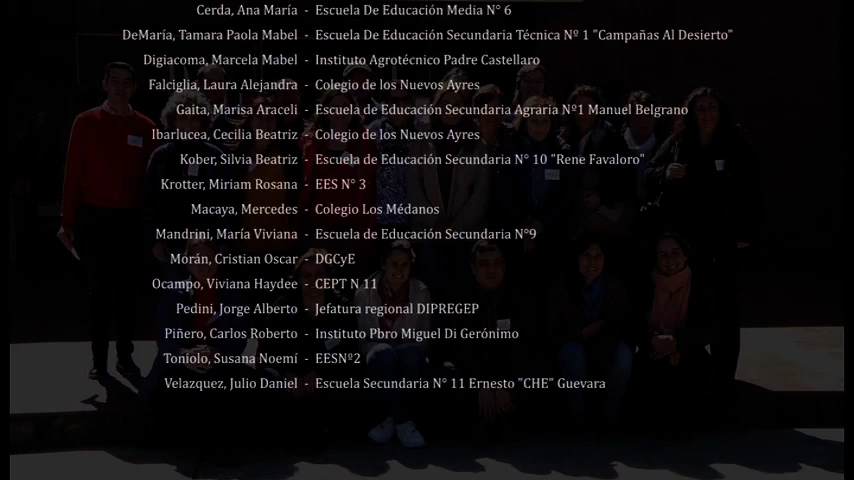 Cerda, Ana María - Escuela De Educación Media N° 6
DeMaría, Tamara Paola Mabel - Escuela De Educación Secundaria Técnica Nº 1 "Campañas Al Desierto"
Digiacoma, Marcela Mabel - Instituto Agrotécnico Padre Castellaro
Falciglia, Laura Alejandra - Colegio de los Nuevos Ayres
Gaita, Marisa Araceli - Escuela de Educación Secundaria Agraria Nº1 Manuel Belgrano
Ibarlucea, Cecilia Beatriz - Colegio de los Nuevos Ayres
Kober, Silvia Beatriz - Escuela de Educación Secundaria N° 10 "Rene Favaloro"
Krotter, Miriam Rosana - EES N° 3
Macaya, Mercedes - Colegio Los Médanos
Mandrini, María Viviana - Escuela de Educación Secundaria N°9
Morán, Cristian Oscar - DGCyE
Ocampo, Viviana Haydee - CEPT N 11
Pedini, Jorge Alberto - Jefatura regional DIPREGEP
Piñero, Carlos Roberto - Instituto Pbro Miguel Di Gerónimo
Toniolo, Susana Noemí - EESNº2
Velazquez, Julio Daniel - Escuela Secundaria N° 11 Ernesto "CHE" Guevara